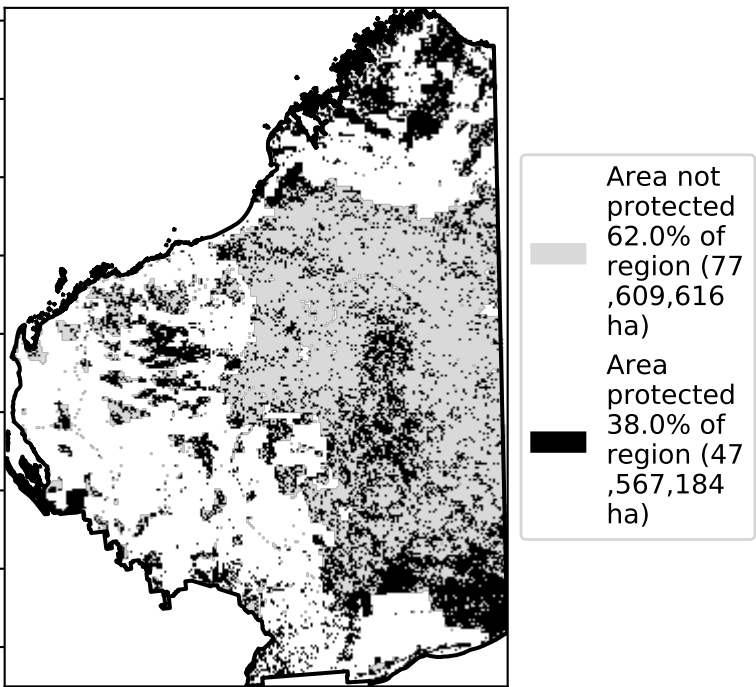 Area not
protected
62.0% of
region (77
,609,616
ha)
Area
protected
38.0% of
region (47
,567,184
ha)